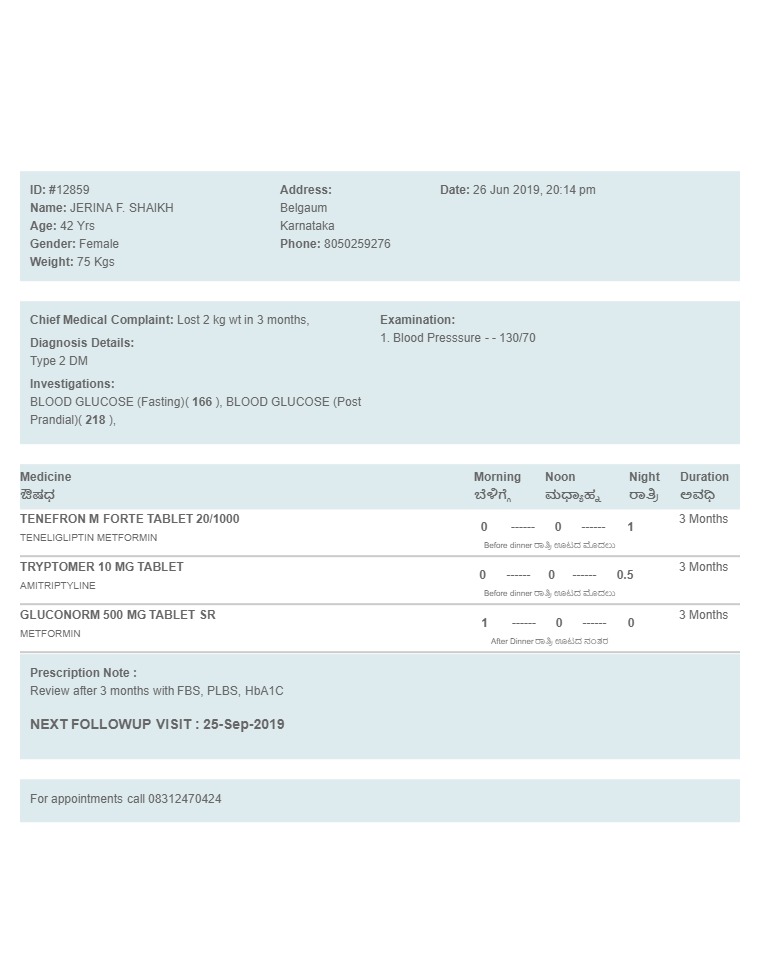 ID: #12859
Name: JERINA F. SHAIKH
Age: 42 Yrs
Gender: Female
Weight: 75 Kgs
Address:
Belgaum
Karnataka
Phone: 8050259276
Date: 26 Jun 2019, 20:14 pm
Chief Medical Complaint: Lost 2 kg wt in 3 months,
Diagnosis Details:
Type 2 DM
Investigations:
BLOOD GLUCOSE (Fasting)( 166 ), BLOOD GLUCOSE (Post
Prandial)( 218 ),
Examination:
1. Blood Presssure - - 130/70
Medicine Morning Noon Night Duration
ಔಷಧ ಬೆಳಿಗ್ಗೆ ಮಧ್ಯಾಹ್ನ ರಾತ್ರಿ ಅವಧಿ
TENEFRON M FORTE TABLET 20/1000 0 ------ 0 ------ 1 3 Months
TENELIGLIPTIN METFORMIN
Before dinner ರಾತ್ರಿ ಊಟದ ಮೊದಲು
TRYPTOMER 10 MG TABLET 0 ------ 0 ------ 0.5 3 Months
AMITRIPTYLINE
Before dinner ರಾತ್ರಿ ಊಟದ ಮೊದಲು
GLUCONORM 500 MG TABLET SR 1 ------ 0 ------ 0 3 Months
METFORMIN
After Dinner ರಾತ್ರಿ ಊಟದ ನಂತರ
Prescription Note :
Review after 3 months with FBS, PLBS, HbA1C
NEXT FOLLOWUP VISIT : 25-Sep-2019
For appointments call 08312470424